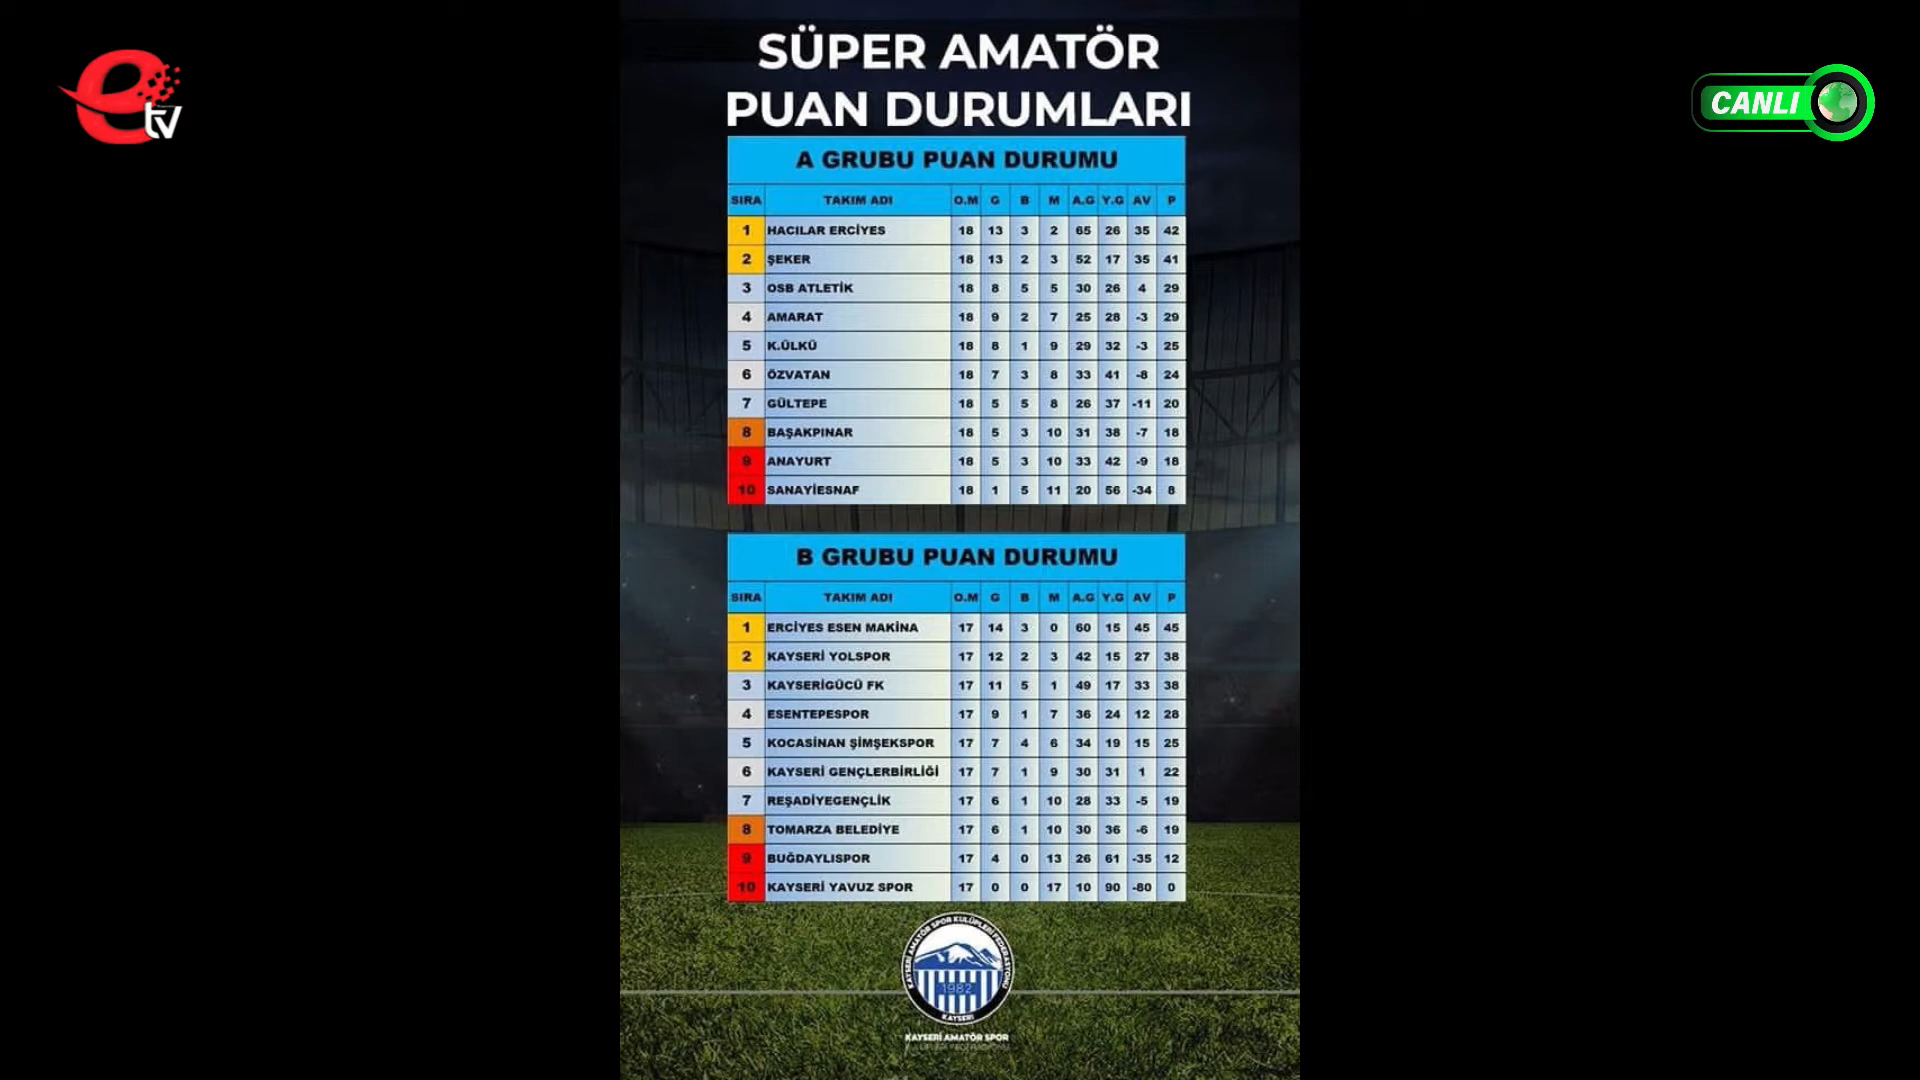 e tv
CANLI
SÜPER AMATÖR
PUAN DURUMLARI
A GRUBU PUAN DURUMU
SIRA TAKIM ADI O.M G B M A.G Y.G AV P
1 HACILAR ERCİYES 18 13 3 2 65 26 35 42
2 ŞEKER 18 13 2 3 52 17 35 41
3 OSB ATLETİK 18 8 5 5 30 26 4 29
4 AMARAT 18 9 2 7 25 28 -3 29
5 K.ÜLKÜ 18 8 1 9 29 32 -3 25
6 ÖZVATAN 18 7 3 8 33 41 -8 24
7 GÜLTEPE 18 5 5 8 26 37 -11 20
8 BAŞAKPINAR 18 5 3 10 31 38 -7 18
9 ANAYURT 18 5 3 10 33 42 -9 18
10 SANAYİESNAF 18 1 5 11 20 56 -34 8
B GRUBU PUAN DURUMU
SIRA TAKIM ADI O.M G B M A.G Y.G AV P
1 ERCİYES ESEN MAKİNA 17 14 3 0 60 15 45 45
2 KAYSERİ YOLSPOR 17 12 2 3 42 15 27 38
3 KAYSERİGÜCÜ FK 17 11 5 1 49 17 33 38
4 ESENTEPESPOR 17 9 1 7 36 24 12 28
5 KOCASİNAN ŞİMŞEKSPOR 17 7 4 6 34 19 15 25
6 KAYSERİ GENÇLERBİRLİĞİ 17 7 1 9 30 31 1 22
7 REŞADİYEGENÇLİK 17 6 1 10 28 33 -5 19
8 TOMARZA BELEDİYE 17 6 1 10 30 36 -6 19
9 BUĞDAYLISPOR 17 4 0 13 26 61 -35 12
10 KAYSERİ YAVUZ SPOR 17 0 0 17 10 90 -80 0
KAYSERİ AMATÖR SPOR KULÜPLERİ FEDERASYONU
1982
KAYSERİ
KAYSERİ AMATÖR SPOR
KULÜPLERİ FEDERASYONU